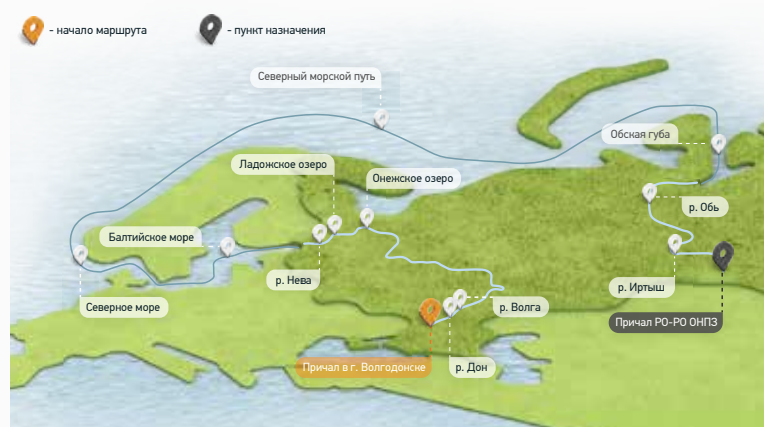 - начало маршрута
- пункт назначения
Северный морской путь
Обская губа
Ладожское озеро
Онежское озеро
р. Обь
Балтийское море
р. Нева
р. Иртыш
Северное море
р. Волга
Причал РО-РО ОНПЗ
Причал в г. Волгодонске
р. Дон